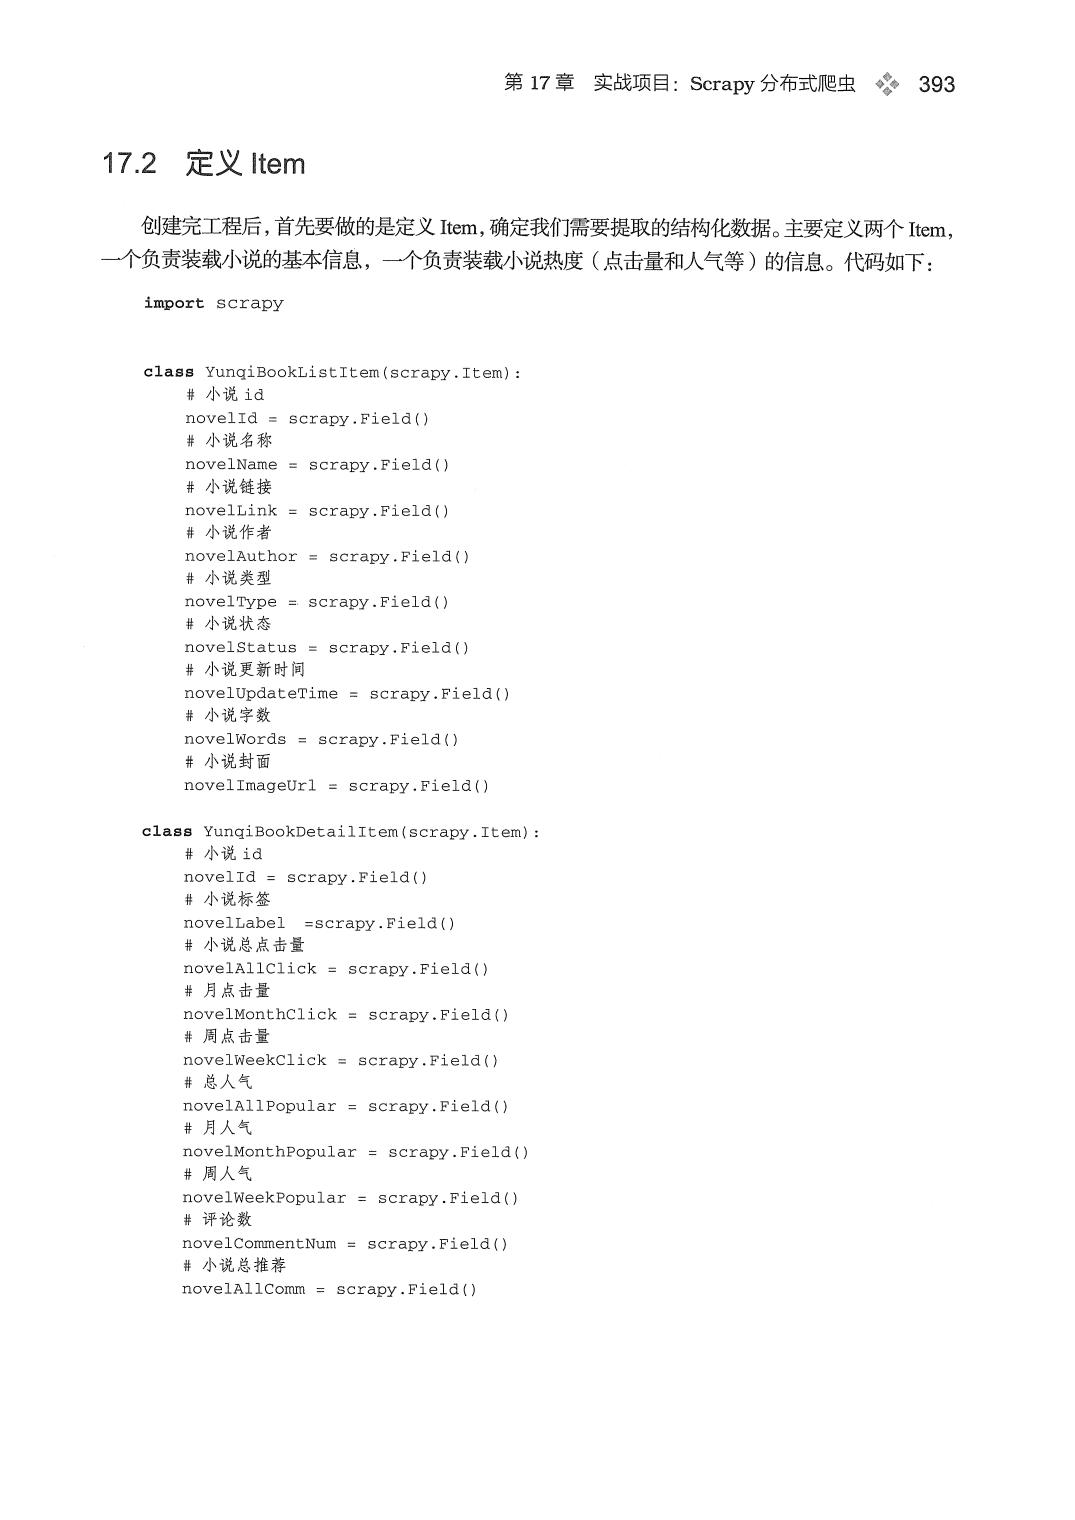 第 17 章 实战项目：Scrapy 分布式爬虫 393
17.2 定义 Item
创建完工程后，首先要做的是定义 Item，确定我们需要提取的结构化数据。主要定义两个 Item，
一个负责装载小说的基本信息，一个负责装载小说热度（点击量和人气等）的信息。代码如下：
import scrapy
class YunqiBookListItem(scrapy.Item):
# 小说 id
novelId = scrapy.Field()
# 小说名称
novelName = scrapy.Field()
# 小说链接
novelLink = scrapy.Field()
# 小说作者
novelAuthor = scrapy.Field()
# 小说类型
novelType = scrapy.Field()
# 小说状态
novelStatus = scrapy.Field()
# 小说更新时间
novelUpdateTime = scrapy.Field()
# 小说字数
novelWords = scrapy.Field()
# 小说封面
novelImageUrl = scrapy.Field()
class YunqiBookDetailItem(scrapy.Item):
# 小说 id
novelId = scrapy.Field()
# 小说标签
novelLabel  =scrapy.Field()
# 小说总点击量
novelAllClick = scrapy.Field()
# 月点击量
novelMonthClick = scrapy.Field()
# 周点击量
novelWeekClick = scrapy.Field()
# 总人气
novelAllPopular = scrapy.Field()
# 月人气
novelMonthPopular = scrapy.Field()
# 周人气
novelWeekPopular = scrapy.Field()
# 评论数
novelCommentNum = scrapy.Field()
# 小说总推荐
novelAllComm = scrapy.Field()